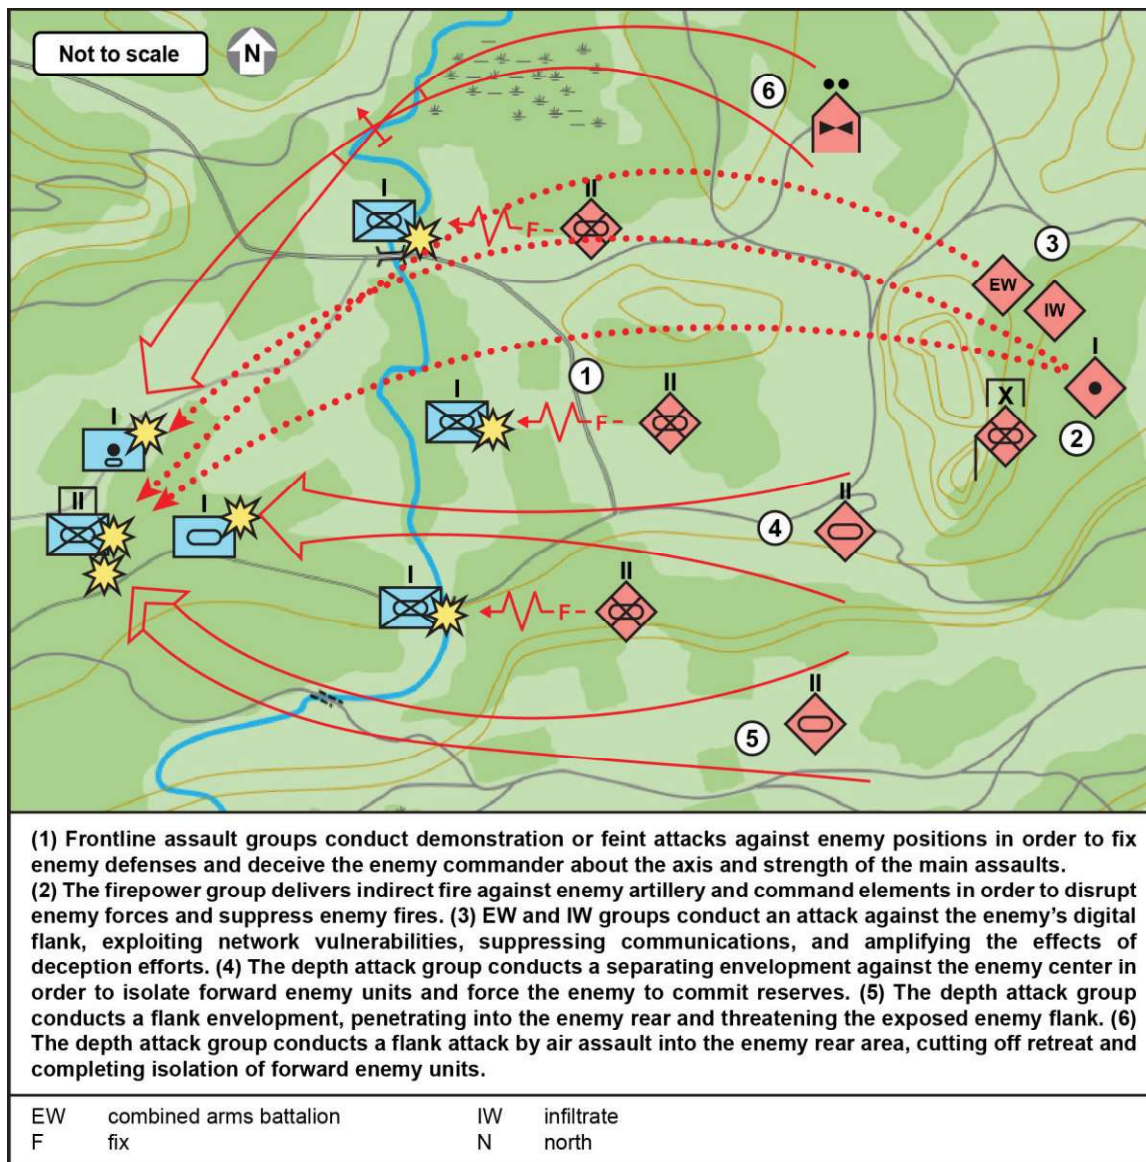 Not to scale
N
6
I
II
F
3
EW
IW
I
1
I
II
F
X
2
I
II
I
II
4
I
II
F
II
5
(1) Frontline assault groups conduct demonstration or feint attacks against enemy positions in order to fix
enemy defenses and deceive the enemy commander about the axis and strength of the main assaults.
(2) The firepower group delivers indirect fire against enemy artillery and command elements in order to disrupt
enemy forces and suppress enemy fires. (3) EW and IW groups conduct an attack against the enemy’s digital
flank, exploiting network vulnerabilities, suppressing communications, and amplifying the effects of
deception efforts. (4) The depth attack group conducts a separating envelopment against the enemy center in
order to isolate forward enemy units and force the enemy to commit reserves. (5) The depth attack group
conducts a flank envelopment, penetrating into the enemy rear and threatening the exposed enemy flank. (6)
The depth attack group conducts a flank attack by air assault into the enemy rear area, cutting off retreat and
completing isolation of forward enemy units.
EW combined arms battalion IW infiltrate
F fix N north